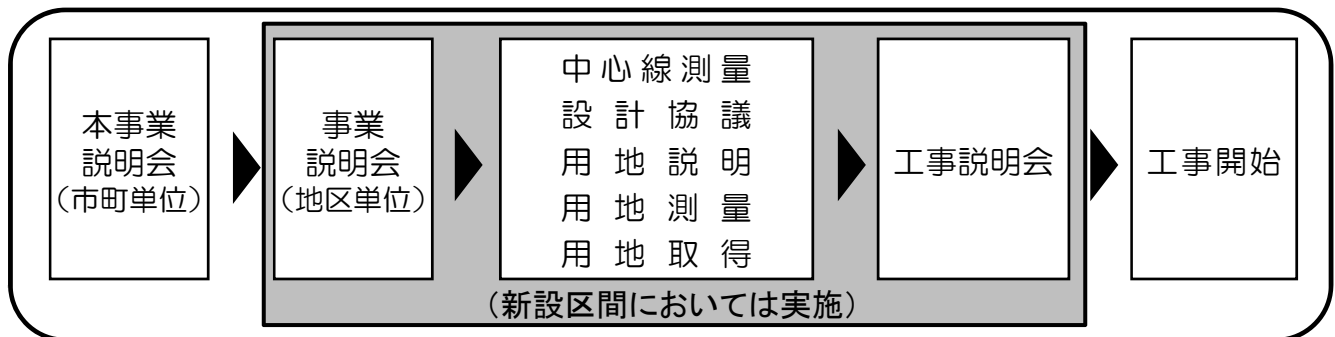 本事業
説明会
(市町単位)
事業
説明会
(地区単位)
中心線測量
設計協議
用地説明
用地測量
用地取得
工事説明会
工事開始
(新設区間においては実施)